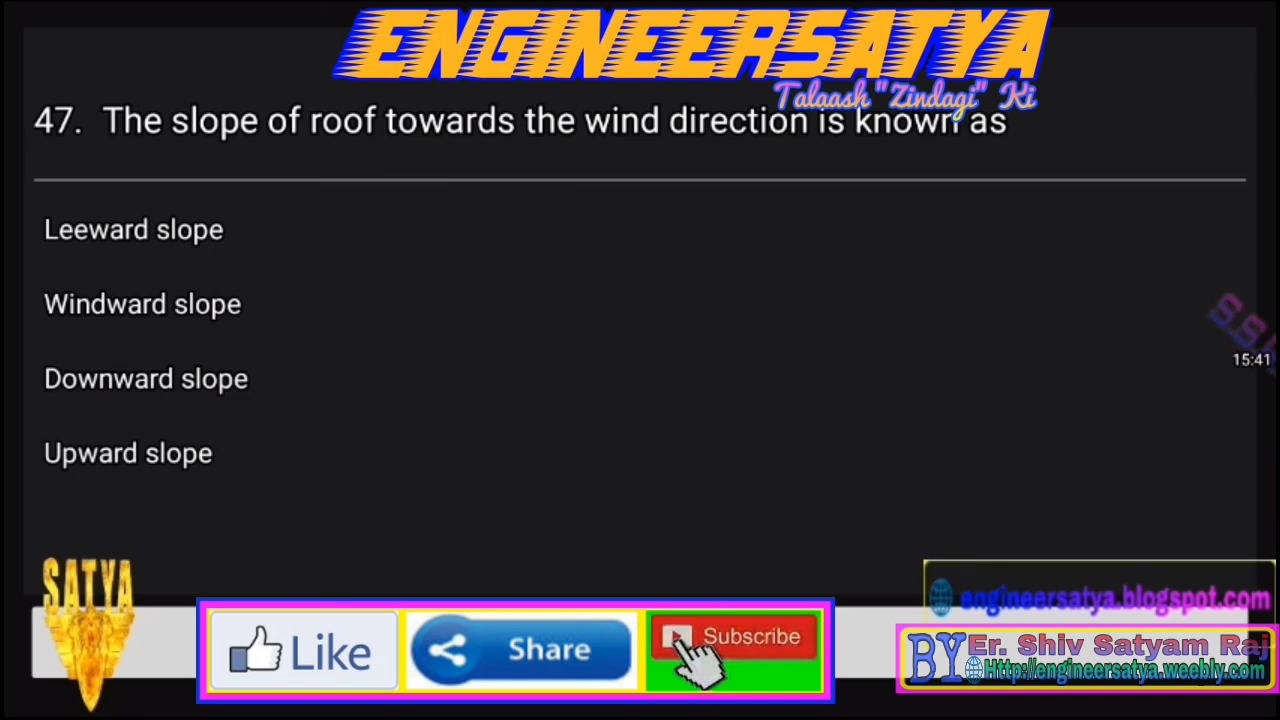 ENGINEERSATYA
Talaash "Zindagi" Ki
47. The slope of roof towards the wind direction is known as
Leeward slope
Windward slope
Downward slope
Upward slope
15:41
SATYA
Like
Share
Subscribe
engineersatya.blogspot.com
BY Er. Shiv Satyam Raj
Http://engineersatya.weebly.com